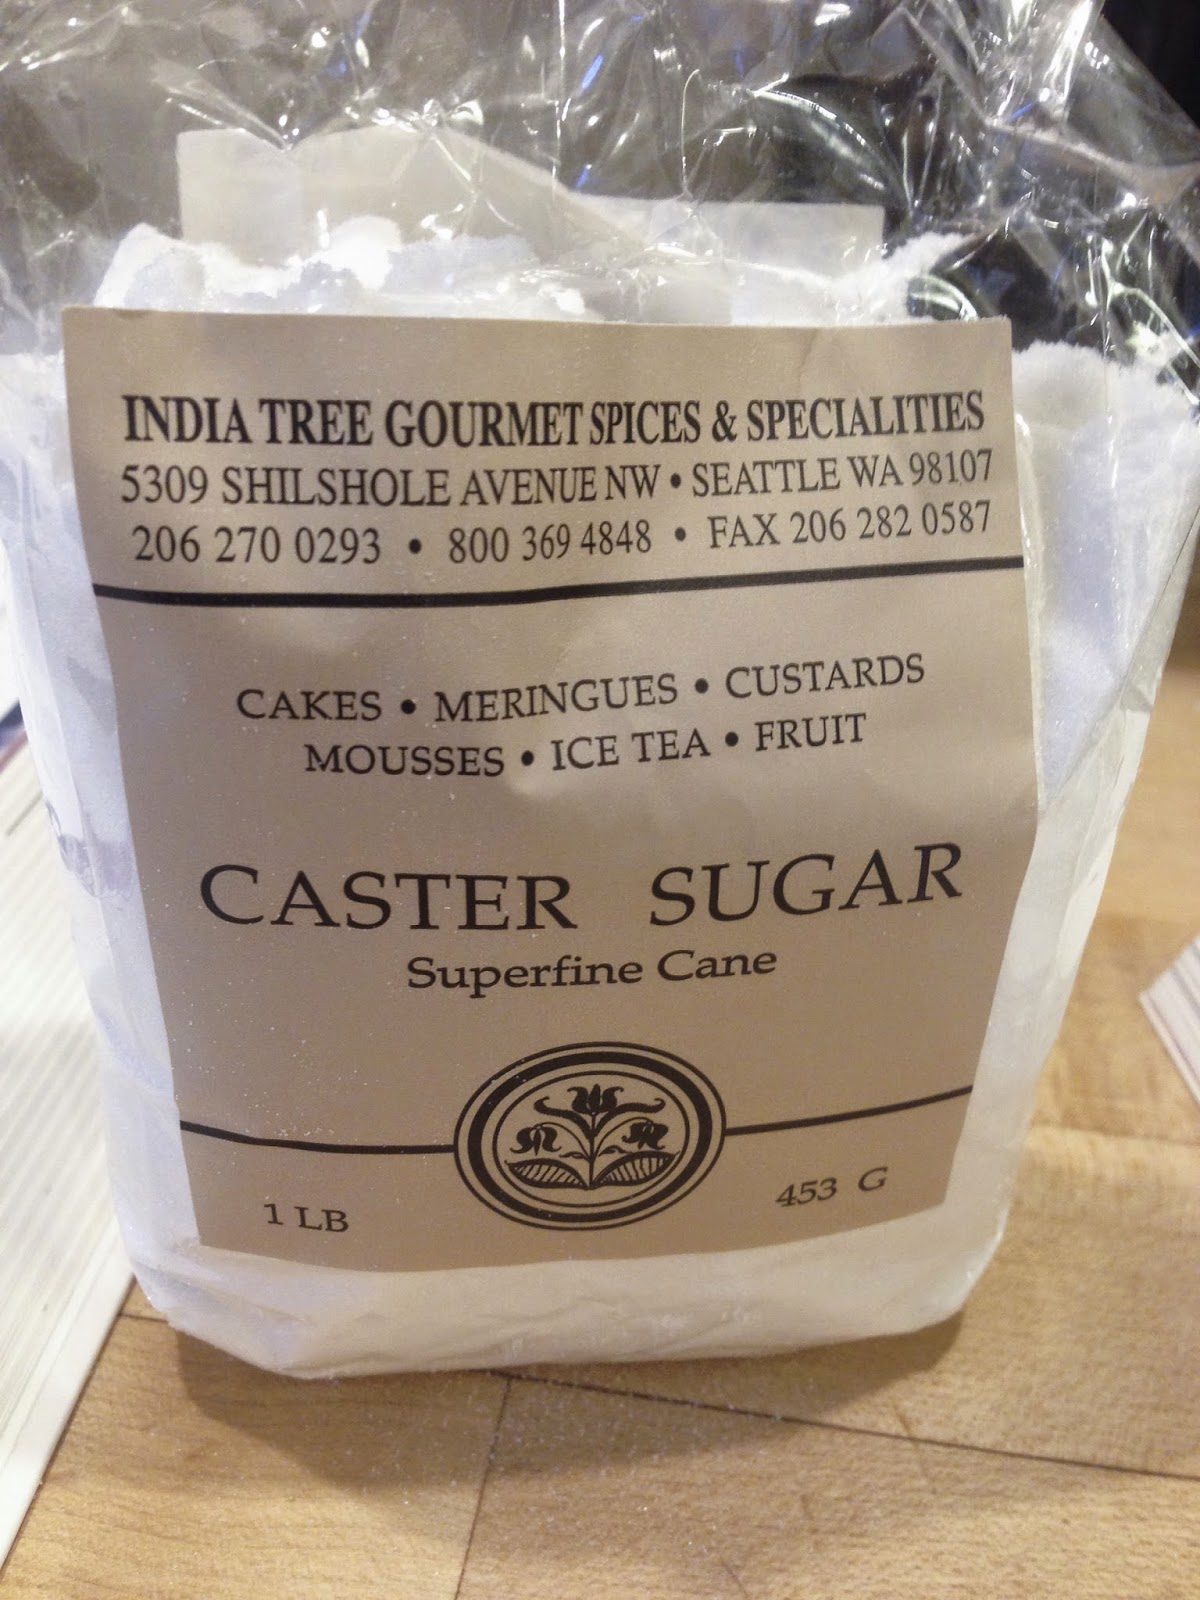 INDIA TREE GOURMET SPICES & SPECIALITIES
5309 SHILSHOLE AVENUE NW • SEATTLE WA 98107
206 270 0293 • 800 369 4848 • FAX 206 282 0587
CAKES • MERINGUES • CUSTARDS
MOUSSES • ICE TEA • FRUIT
CASTER SUGAR
Superfine Cane
1 LB 453 G